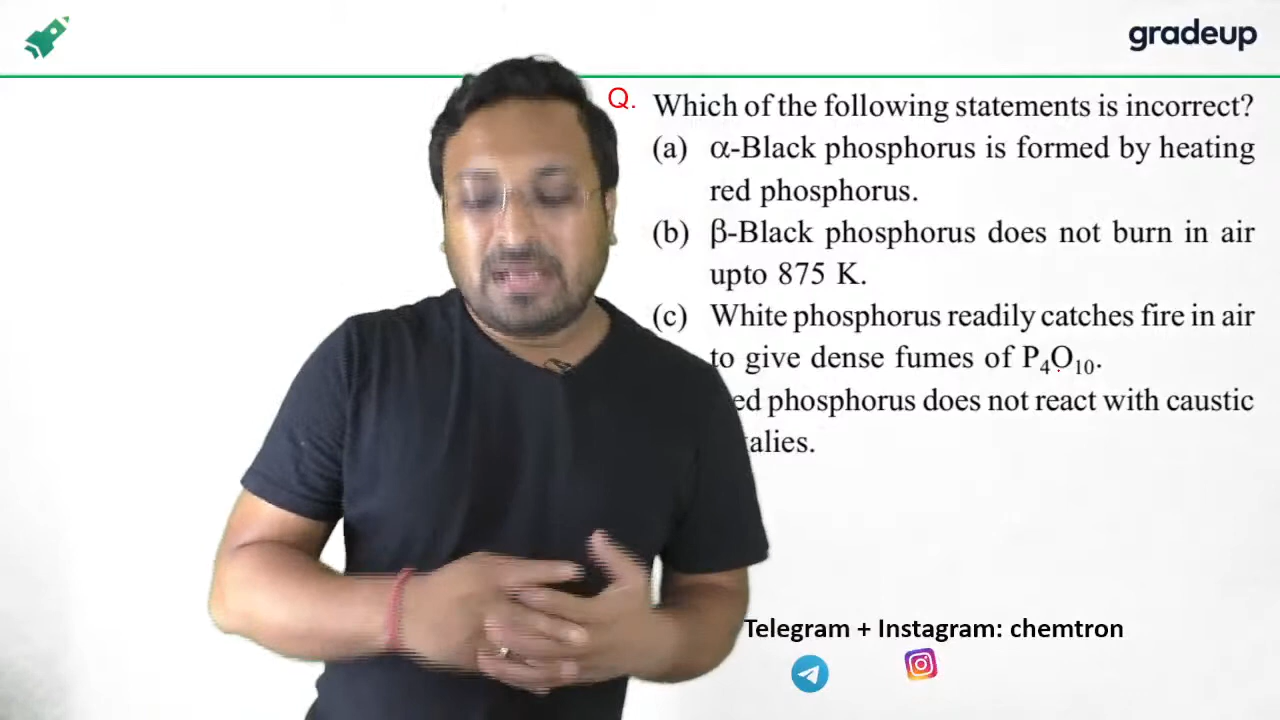 gradeup
Q. Which of the following statements is incorrect?
(a) α-Black phosphorus is formed by heating
red phosphorus.
(b) β-Black phosphorus does not burn in air
upto 875 K.
(c) White phosphorus readily catches fire in air
to give dense fumes of P₄O₁₀.
ed phosphorus does not react with caustic
alies.
Telegram + Instagram: chemtron